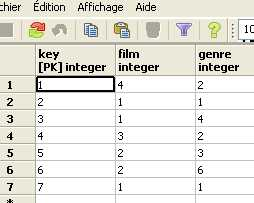 chier Édition Affichage Aide
10
key film genre
[PK] integer integer integer
1 1 4 2
2 2 1 1
3 3 1 4
4 4 3 2
5 5 2 3
6 6 2 6
7 7 1 1
*